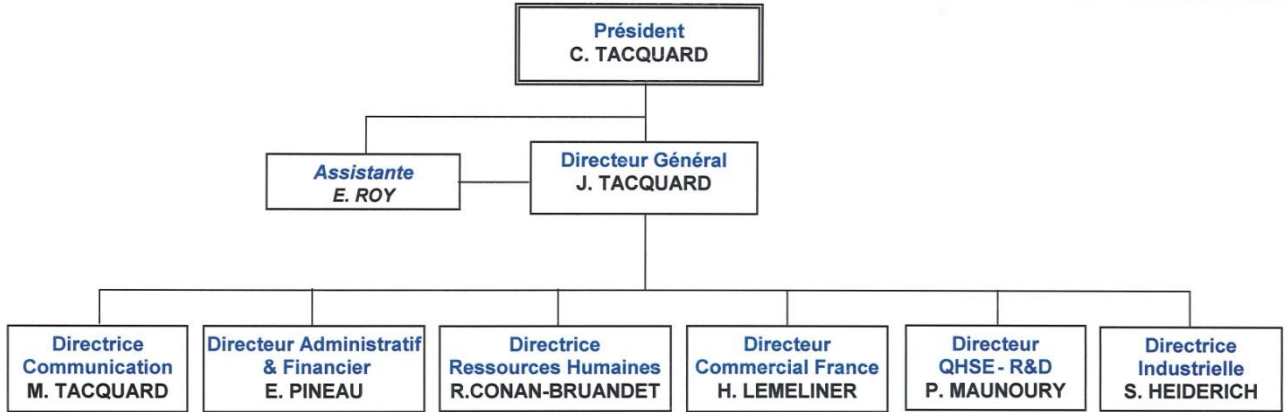 Président
C. TACQUARD
Assistante
E. ROY
Directeur Général
J. TACQUARD
Directrice
Communication
M. TACQUARD
Directeur Administratif
& Financier
E. PINEAU
Directrice
Ressources Humaines
R.CONAN-BRUANDET
Directeur
Commercial France
H. LEMELINER
Directeur
QHSE - R&D
P. MAUNOURY
Directrice
Industrielle
S. HEIDERICH